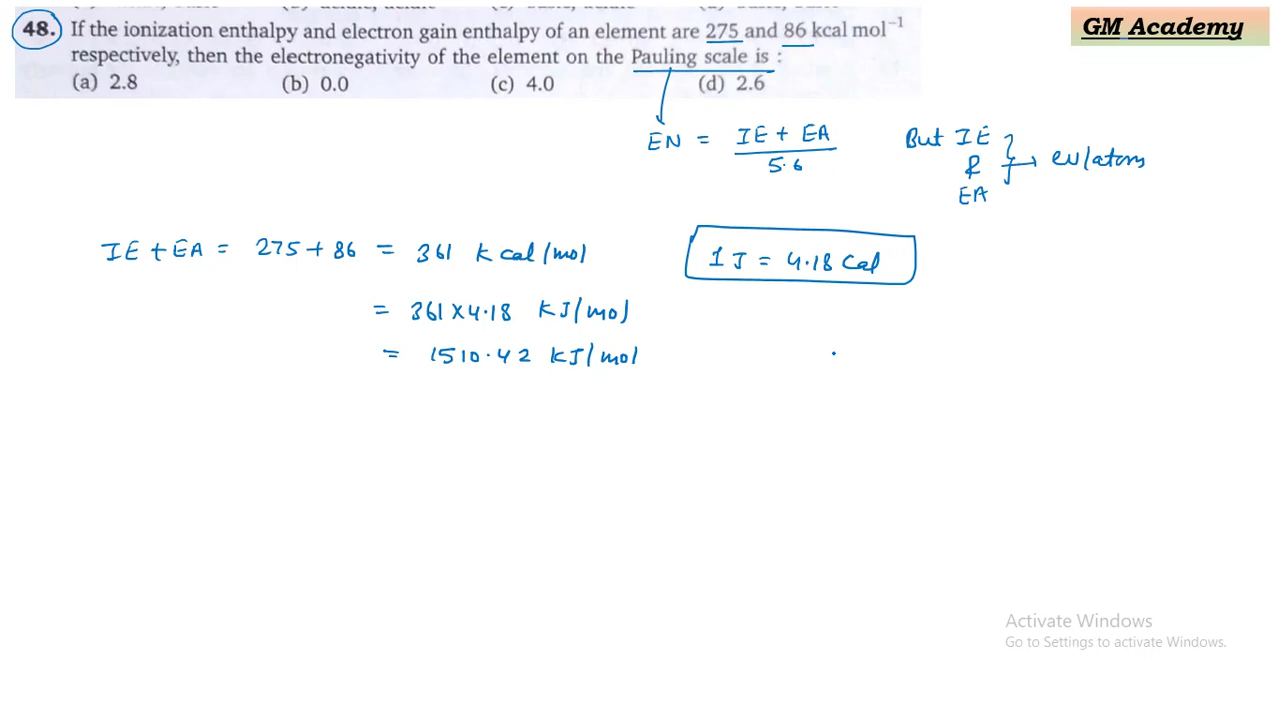 GM Academy
48. If the ionization enthalpy and electron gain enthalpy of an element are 275 and 86 kcal mol⁻¹
respectively, then the electronegativity of the element on the Pauling scale is :
(a) 2.8 (b) 0.0 (c) 4.0 (d) 2.6
EN = IE + EA / 5.6
But IE & EA → ev/atom
IE + EA = 275 + 86 = 361 K cal/mol
1 J = 4.18 Cal
= 361 × 4.18 KJ/mol
= 1510.42 KJ/mol
Activate Windows
Go to Settings to activate Windows.